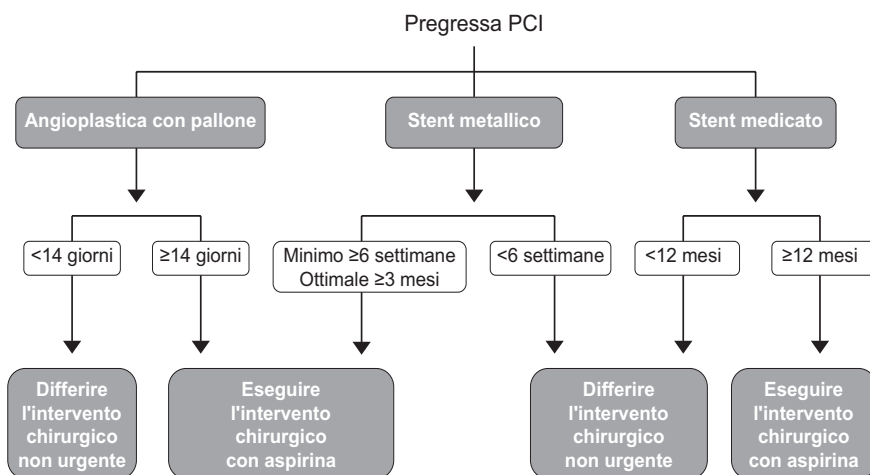 Pregressa PCI
Angioplastica con pallone
Stent metallico
Stent medicato
<14 giorni
≥14 giorni
Minimo ≥6 settimane
Ottimale ≥3 mesi
<6 settimane
<12 mesi
≥12 mesi
Differire
l'intervento
chirurgico
non urgente
Eseguire
l'intervento
chirurgico
con aspirina
Differire
l'intervento
chirurgico
non urgente
Eseguire
l'intervento
chirurgico
con aspirina